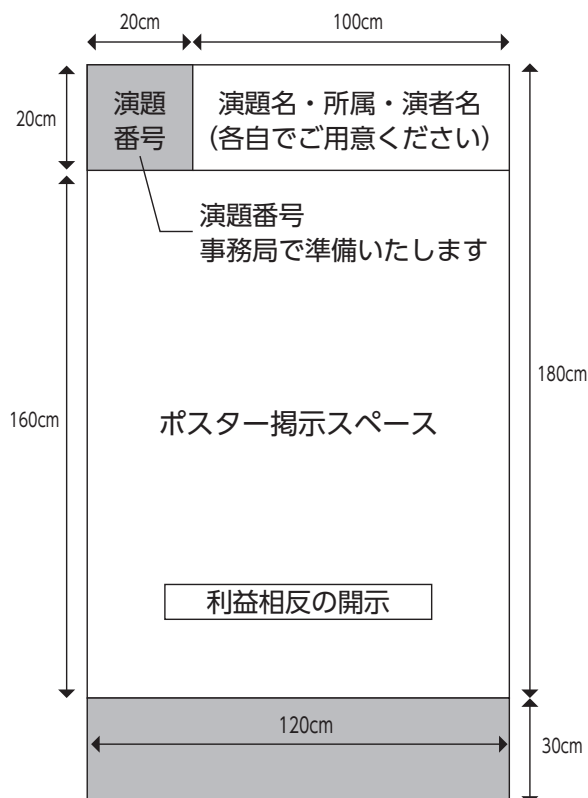 20cm
100cm
20cm
演題
番号
演題名・所属・演者名
（各自でご用意ください）
演題番号
事務局で準備いたします
180cm
160cm
ポスター掲示スペース
利益相反の開示
120cm
30cm